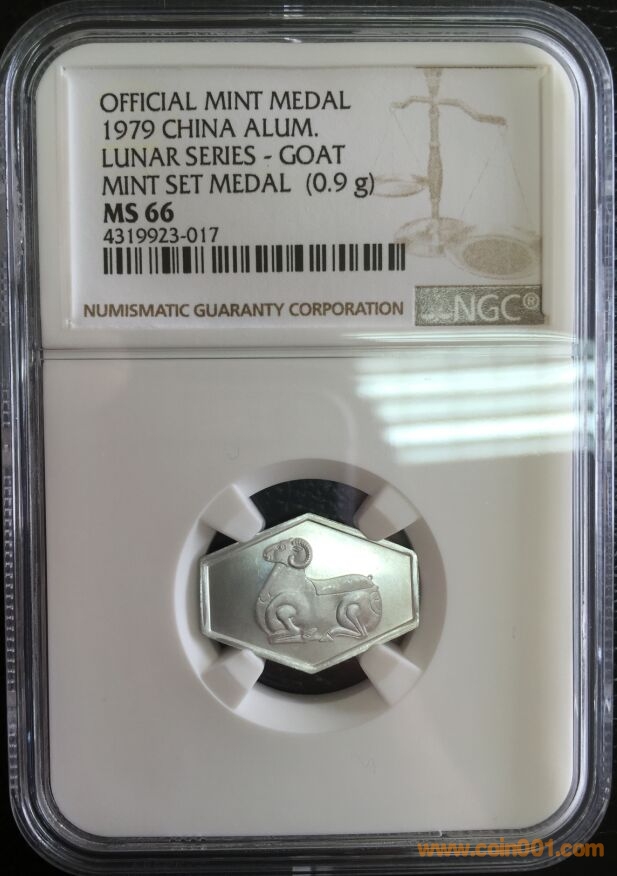 OFFICIAL MINT MEDAL
1979 CHINA ALUM.
LUNAR SERIES - GOAT
MINT SET MEDAL (0.9 g)
MS 66
4319923-017
NUMISMATIC GUARANTY CORPORATION
NGC®
www.coin001.com